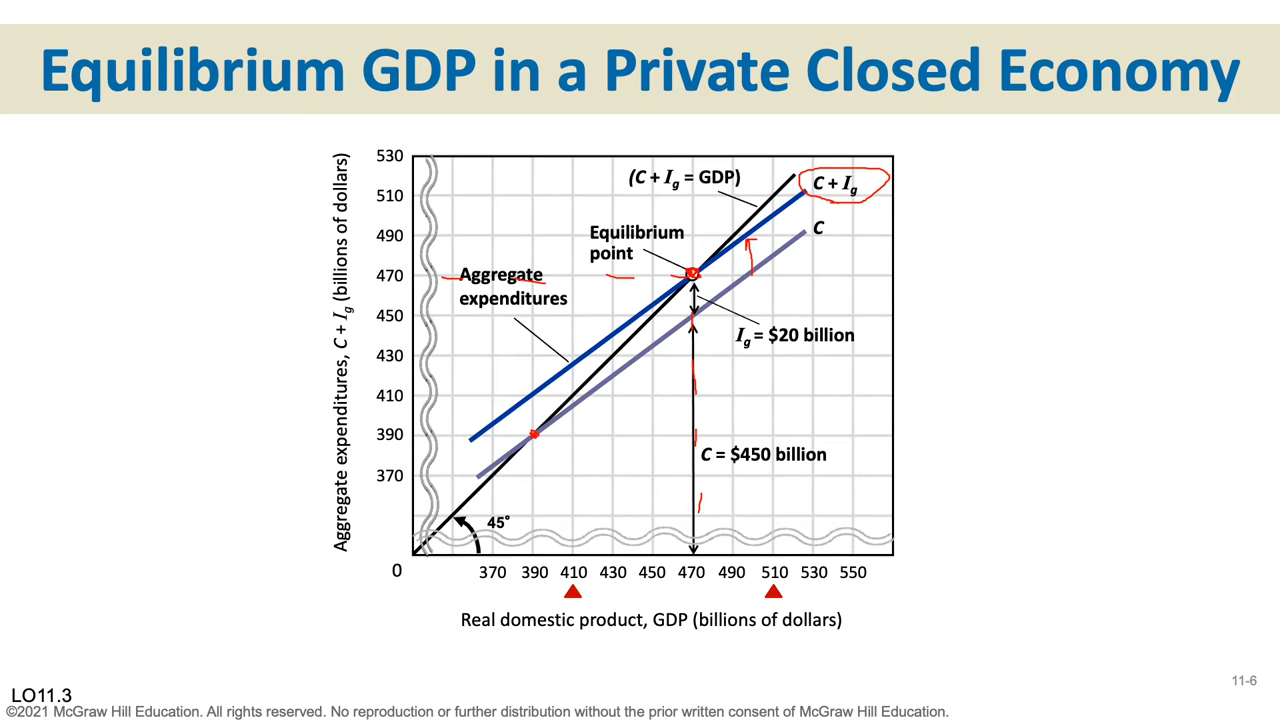 Equilibrium GDP in a Private Closed Economy
Aggregate expenditures, C + Ig (billions of dollars)
530
510
490
470
450
430
410
390
370
0
(C + Ig = GDP)
C + Ig
C
Equilibrium
point
Aggregate
expenditures
Ig = $20 billion
C = $450 billion
45°
370 390 410 430 450 470 490 510 530 550
Real domestic product, GDP (billions of dollars)
11-6
LO11.3
©2021 McGraw Hill Education. All rights reserved. No reproduction or further distribution without the prior written consent of McGraw Hill Education.